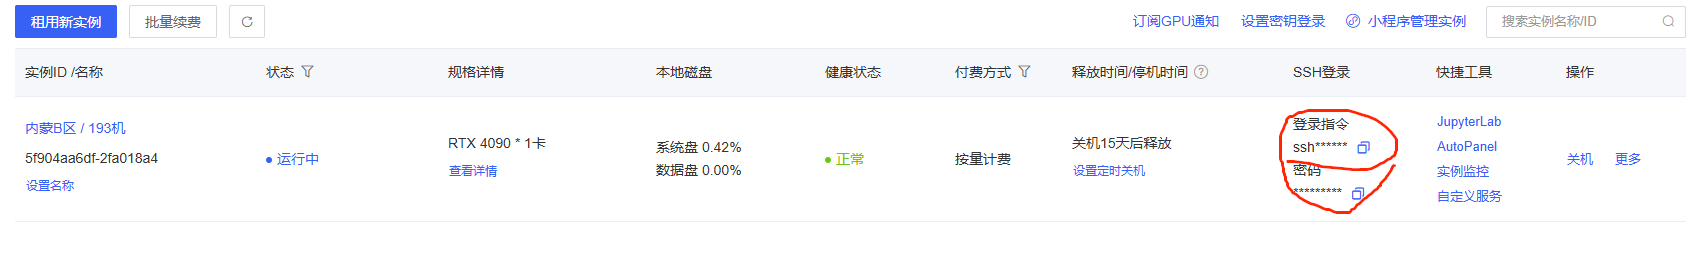 租用新实例 批量续费 订阅GPU通知 设置密钥登录 小程序管理实例 搜索实例名称/ID
实例ID /名称 状态 规格详情 本地磁盘 健康状态 付费方式 释放时间/停机时间 SSH登录 快捷工具 操作
内蒙B区 / 193机
5f904aa6df-2fa018a4
设置名称
运行中
RTX 4090 * 1卡
查看详情
系统盘 0.42%
数据盘 0.00%
正常
按量计费
关机15天后释放
设置定时关机
登录指令
ssh******
密码
*********
JupyterLab
AutoPanel
实例监控
自定义服务
关机 更多